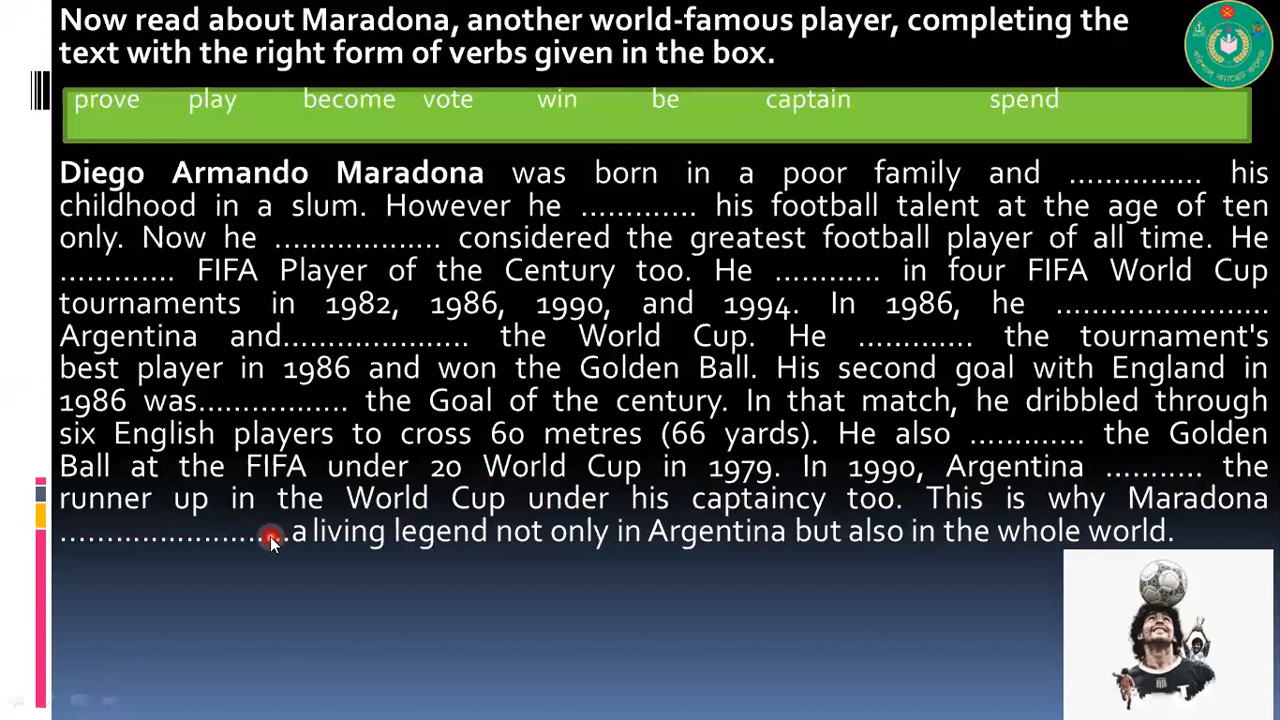 Now read about Maradona, another world-famous player, completing the
text with the right form of verbs given in the box.
prove play become vote win be captain spend
Diego Armando Maradona was born in a poor family and ............... his
childhood in a slum. However he ............. his football talent at the age of ten
only. Now he ................... considered the greatest football player of all time. He
............. FIFA Player of the Century too. He ............ in four FIFA World Cup
tournaments in 1982, 1986, 1990, and 1994. In 1986, he ........................
Argentina and..................... the World Cup. He ............. the tournament's
best player in 1986 and won the Golden Ball. His second goal with England in
1986 was................. the Goal of the century. In that match, he dribbled through
six English players to cross 60 metres (66 yards). He also ............. the Golden
Ball at the FIFA under 20 World Cup in 1979. In 1990, Argentina ........... the
runner up in the World Cup under his captaincy too. This is why Maradona
..........................a living legend not only in Argentina but also in the whole world.